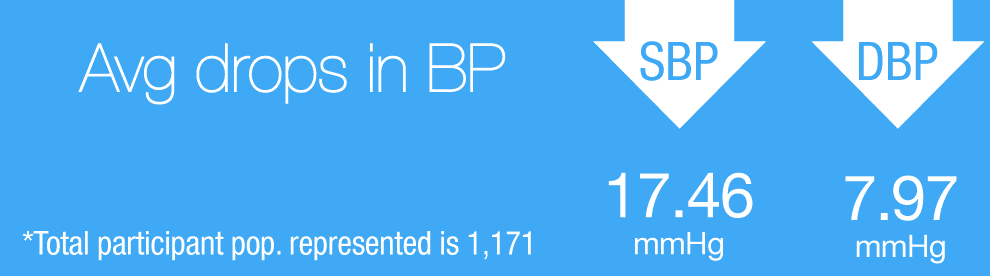 Avg drops in BP
SBP
DBP
17.46
mmHg
7.97
mmHg
*Total participant pop. represented is 1,171